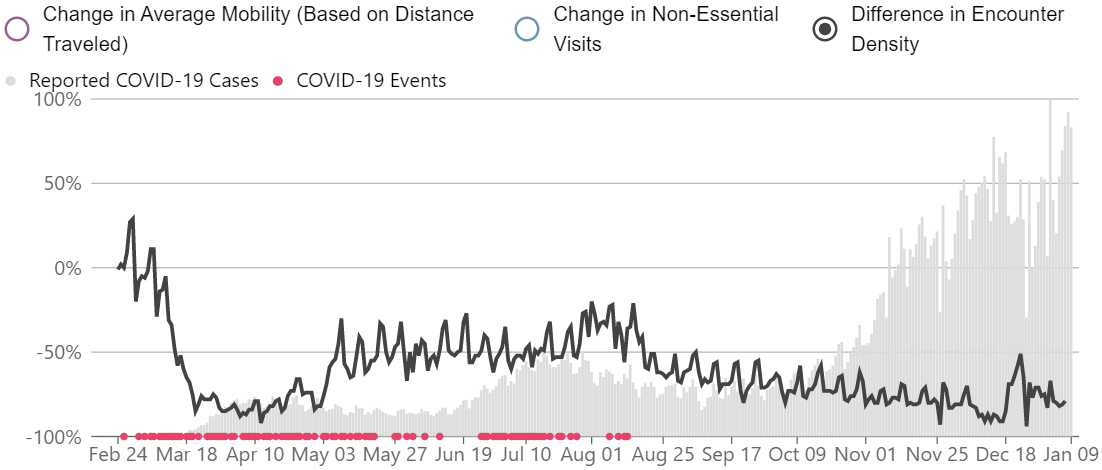 Change in Average Mobility (Based on Distance
Traveled)
Change in Non-Essential
Visits
Difference in Encounter
Density
Reported COVID-19 Cases
COVID-19 Events
100%
50%
0%
-50%
-100%
Feb 24 Mar 18 Apr 10 May 03 May 27 Jun 19 Jul 10 Aug 01 Aug 25 Sep 17 Oct 09 Nov 01 Nov 25 Dec 18 Jan 09